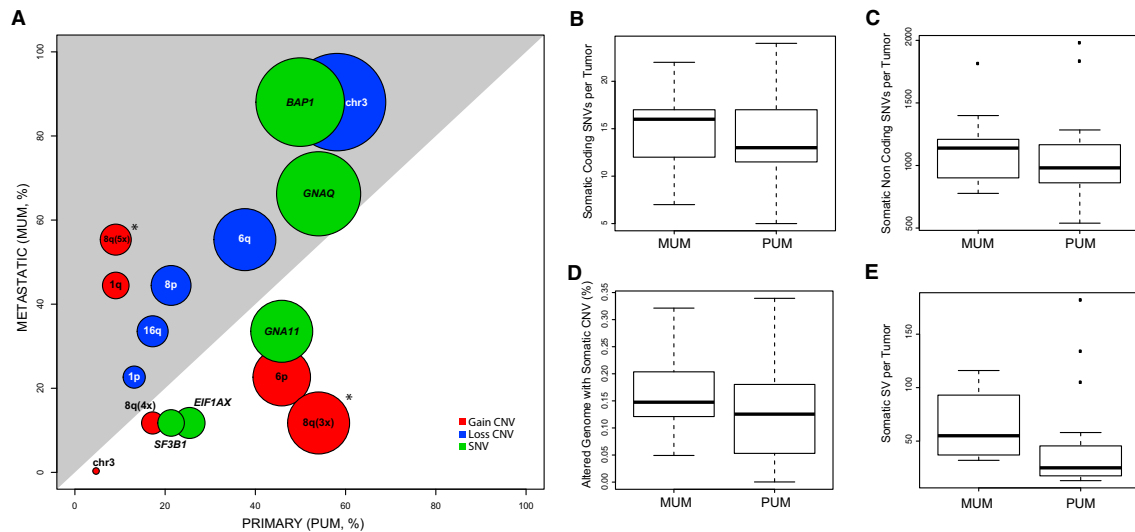 A
METASTATIC (MUM, %)
100
80
60
40
20
0
0
20
40
60
80
100
PRIMARY (PUM, %)
BAP1
chr3
GNAQ
8q(5x)
*
6q
1q
8p
16q
GNA11
1p
6p
8q(4x)
EIF1AX
SF3B1
8q(3x)
*
chr3
Gain CNV
Loss CNV
SNV
B
Somatic Coding SNVs per Tumor
20
15
10
5
MUM
PUM
C
Somatic Non Coding SNVs per Tumor
2000
1500
1000
500
MUM
PUM
D
Altered Genome with Somatic CNV (%)
0.35
0.30
0.25
0.20
0.15
0.10
0.05
0.00
MUM
PUM
E
Somatic SV per Tumor
150
100
50
MUM
PUM